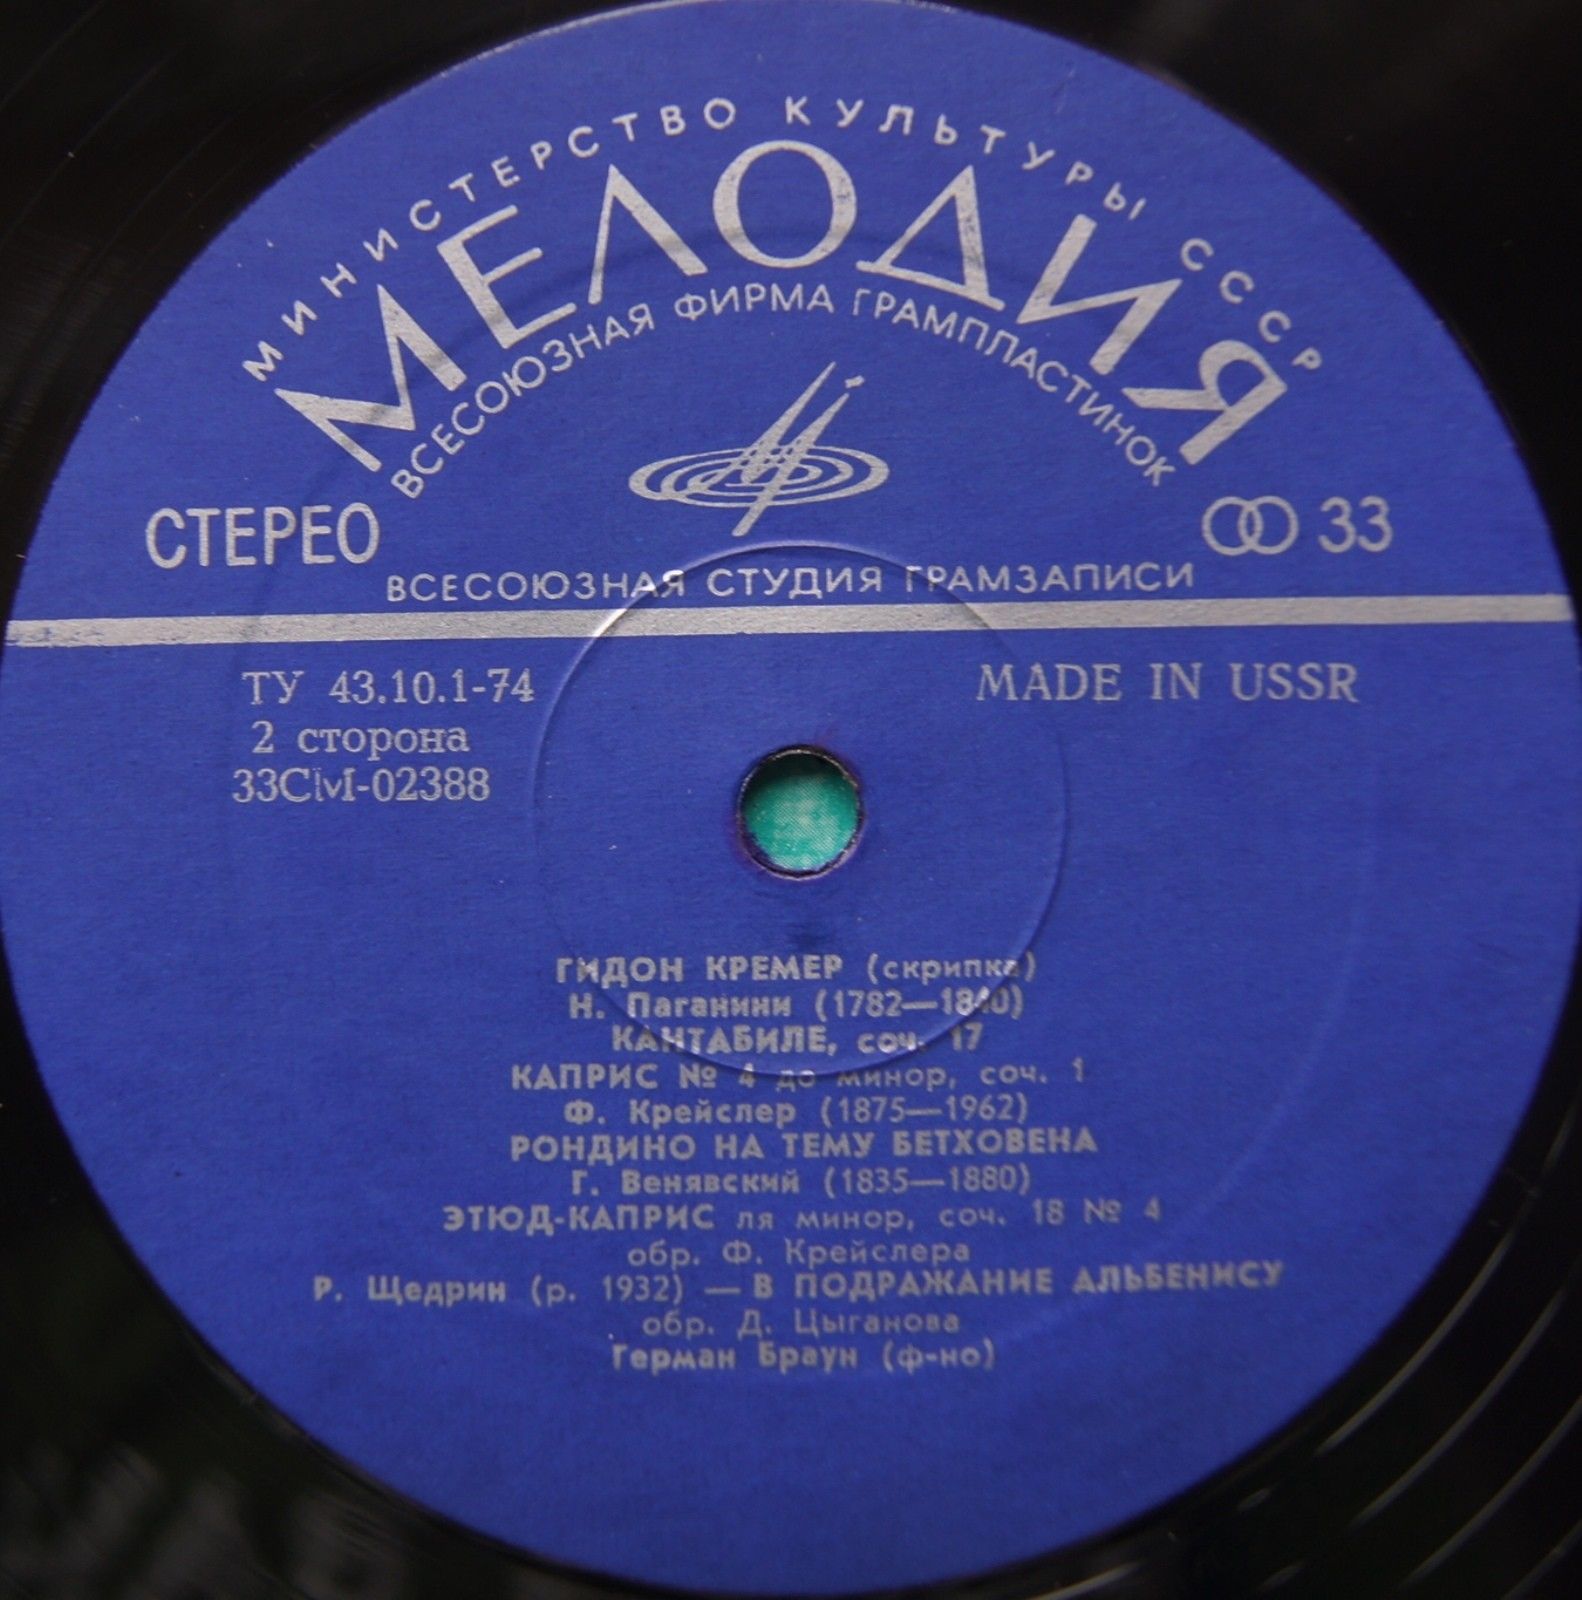 МИНИСТЕРСТВО КУЛЬТУРЫ СССР
МЕЛОДИЯ
ВСЕСОЮЗНАЯ ФИРМА ГРАМПЛАСТИНОК
СТЕРЕО
33
ВСЕСОЮЗНАЯ СТУДИЯ ГРАМЗАПИСИ
ТУ 43.10.1-74
MADE IN USSR
2 сторона
33СМ-02388
ГИДОН КРЕМЕР (скрипка)
Н. Паганини (1782—1840)
КАНТАБИЛЕ, соч. 17
КАПРИС № 4 до минор, соч. 1
Ф. Крейслер (1875—1962)
РОНДИНО НА ТЕМУ БЕТХОВЕНА
Г. Венявский (1835—1880)
ЭТЮД-КАПРИС ля минор, соч. 18 № 4
обр. Ф. Крейслера
Р. Щедрин (р. 1932) — В ПОДРАЖАНИЕ АЛЬБЕНИСУ
обр. Д. Цыганова
Герман Браун (ф-но)